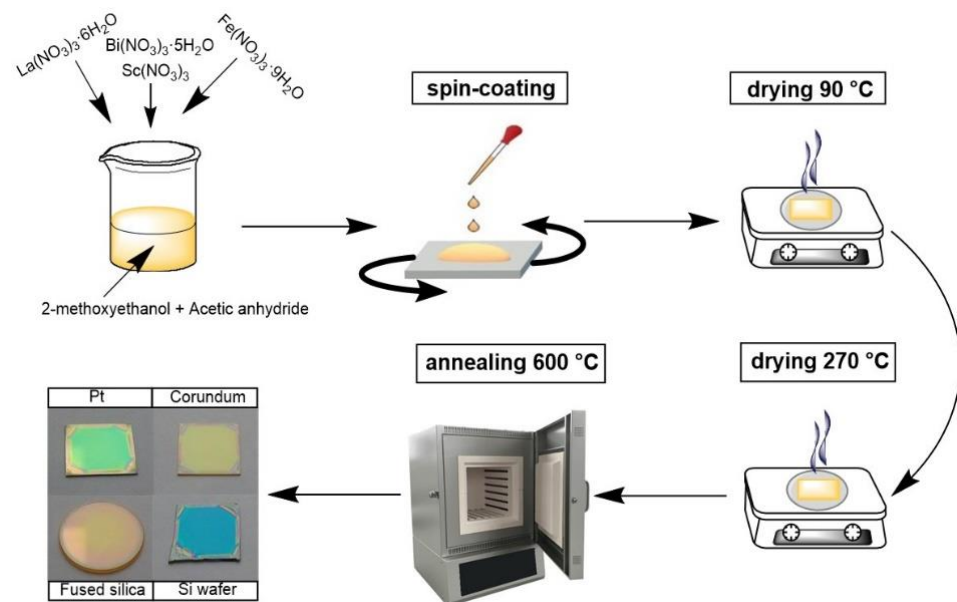 La(NO₃)₃·6H₂O
Bi(NO₃)₃·5H₂O
Sc(NO₃)₃
Fe(NO₃)₃·9H₂O
2-methoxyethanol + Acetic anhydride
spin-coating
drying 90 °C
drying 270 °C
annealing 600 °C
Pt
Corundum
Fused silica
Si wafer